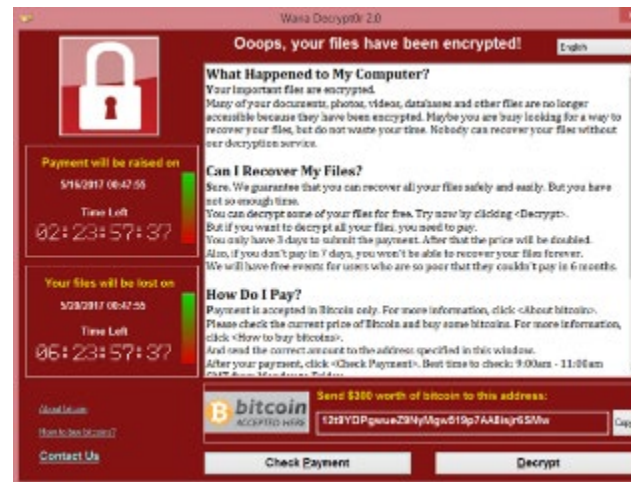 Wana Decrypt0r 2.0
Ooops, your files have been encrypted!
English
What Happened to My Computer?
Your important files are encrypted.
Many of your documents, photos, videos, databases and other files are no longer
accessible because they have been encrypted. Maybe you are busy looking for a way to
recover your files, but do not waste your time. Nobody can recover your files without
our decryption service.
Can I Recover My Files?
Sure. We guarantee that you can recover all your files safely and easily. But you have
not so enough time.
You can decrypt some of your files for free. Try now by clicking <Decrypt>.
But if you want to decrypt all your files, you need to pay.
You only have 3 days to submit the payment. After that the price will be doubled.
Also, if you don't pay in 7 days, you won't be able to recover your files forever.
We will have free events for users who are so poor that they couldn't pay in 6 months.
How Do I Pay?
Payment is accepted in Bitcoin only. For more information, click <About bitcoin>.
Please check the current price of Bitcoin and buy some bitcoins. For more information,
click <How to buy bitcoins>.
And send the correct amount to the address specified in this window.
After your payment, click <Check Payment>. Best time to check: 9:00am - 11:00am
GMT from Monday to Friday.
Payment will be raised on
5/16/2017 00:47:55
Time Left
02:23:57:37
Your files will be lost on
5/20/2017 00:47:55
Time Left
06:23:57:37
About bitcoin
How to buy bitcoins?
Contact Us
bitcoin
ACCEPTED HERE
Send $300 worth of bitcoin to this address:
Copy
Check Payment
Decrypt